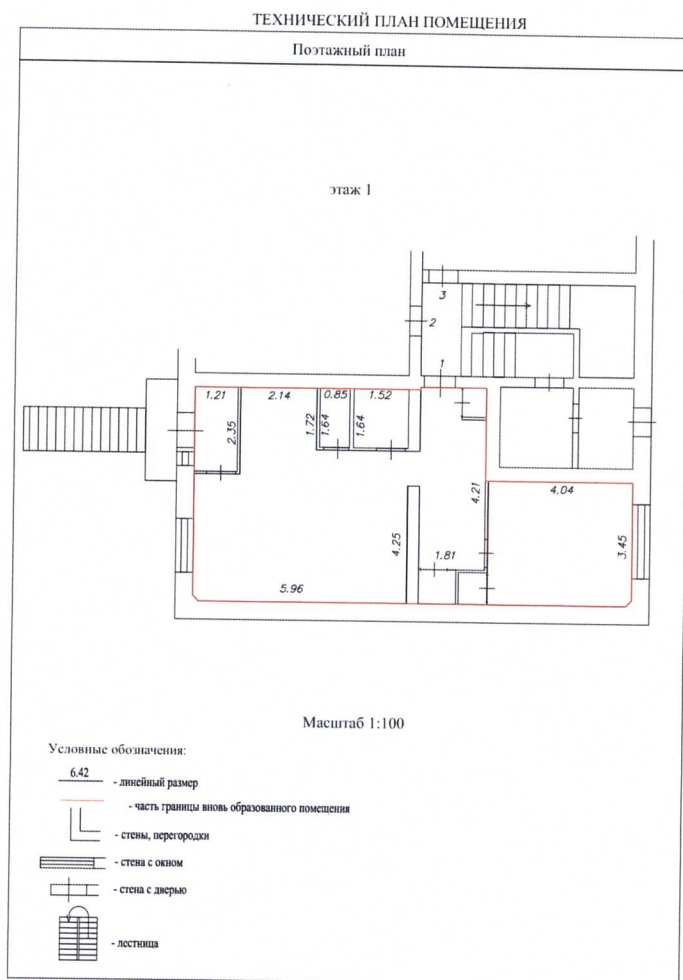 ТЕХНИЧЕСКИЙ ПЛАН ПОМЕЩЕНИЯ
Поэтажный план
этаж 1
3
2
1
1.21
2.14
0.85
1.52
2.35
1.72
1.64
1.64
4.21
4.04
4.25
1.81
3.45
5.96
Масштаб 1:100
Условные обозначения:
6.42
- линейный размер
- часть границы вновь образованного помещения
- стены, перегородки
- стена с окном
- стена с дверью
- лестница